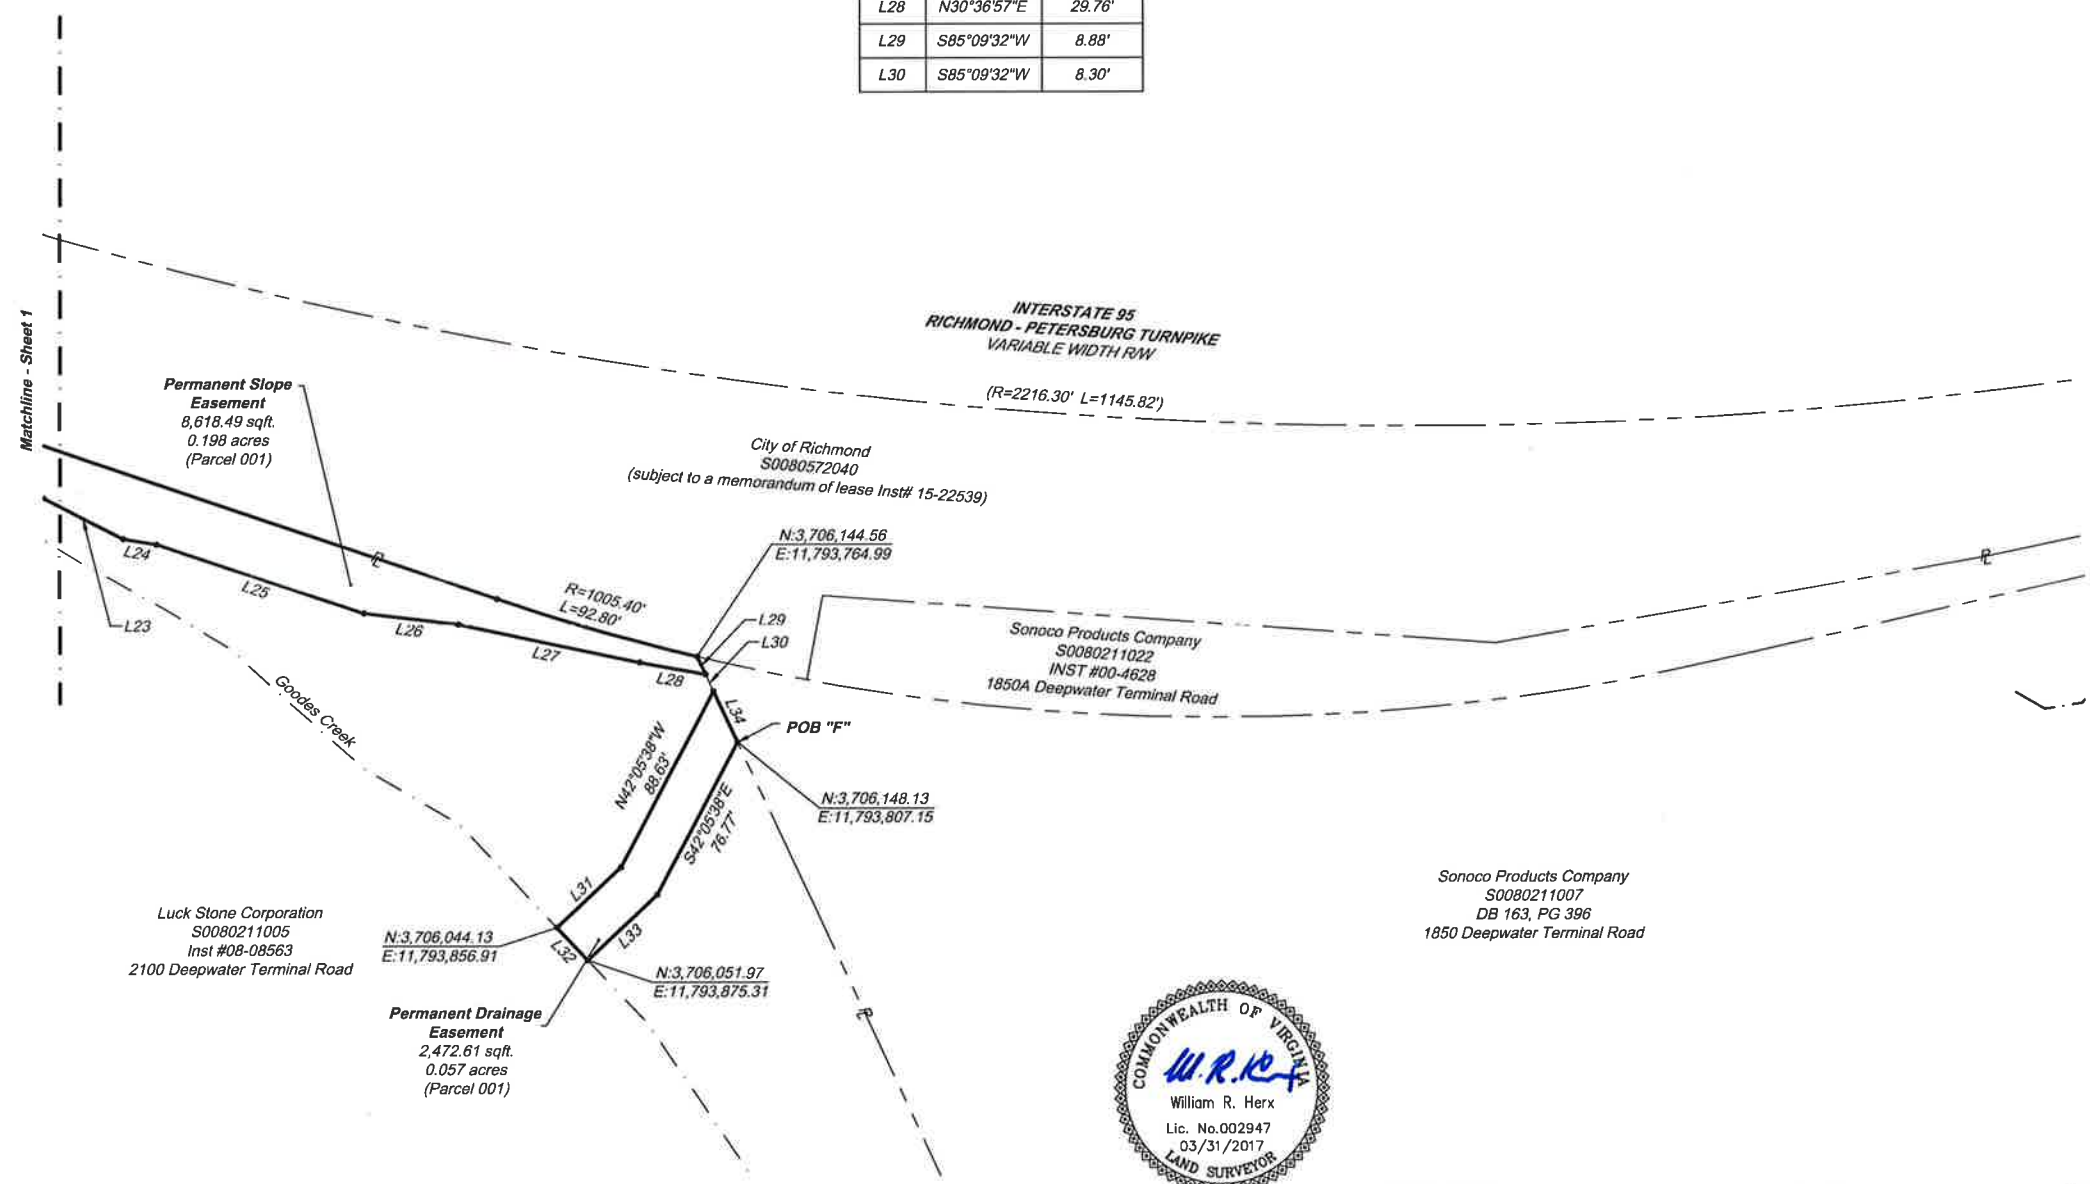 L28 N30°36'57"E 29.76'
L29 S85°09'32"W 8.88'
L30 S85°09'32"W 8.30'
Matchline - Sheet 1
INTERSTATE 95
RICHMOND - PETERSBURG TURNPIKE
VARIABLE WIDTH R/W
(R=2216.30' L=1145.82')
Permanent Slope
Easement
8,618.49 sqft.
0.198 acres
(Parcel 001)
City of Richmond
S0080572040
(subject to a memorandum of lease Inst# 15-22539)
N:3,706,144.56
E:11,793,764.99
PL
PL
L24
L25
L23
L26
R=1005.40'
L=92.80'
L27
L28
L29
L30
L34
Sonoco Products Company
S0080211022
INST #00-4628
1850A Deepwater Terminal Road
Goodes Creek
POB "F"
N42°05'38"W
88.63'
S42°05'38"E
76.77'
N:3,706,148.13
E:11,793,807.15
L31
L32
L33
Luck Stone Corporation
S0080211005
Inst #08-08563
2100 Deepwater Terminal Road
N:3,706,044.13
E:11,793,856.91
N:3,706,051.97
E:11,793,875.31
Sonoco Products Company
S0080211007
DB 163, PG 396
1850 Deepwater Terminal Road
Permanent Drainage
Easement
2,472.61 sqft.
0.057 acres
(Parcel 001)
PL
COMMONWEALTH OF VIRGINIA
W.R.
William R. Herx
Lic. No.002947
03/31/2017
LAND SURVEYOR